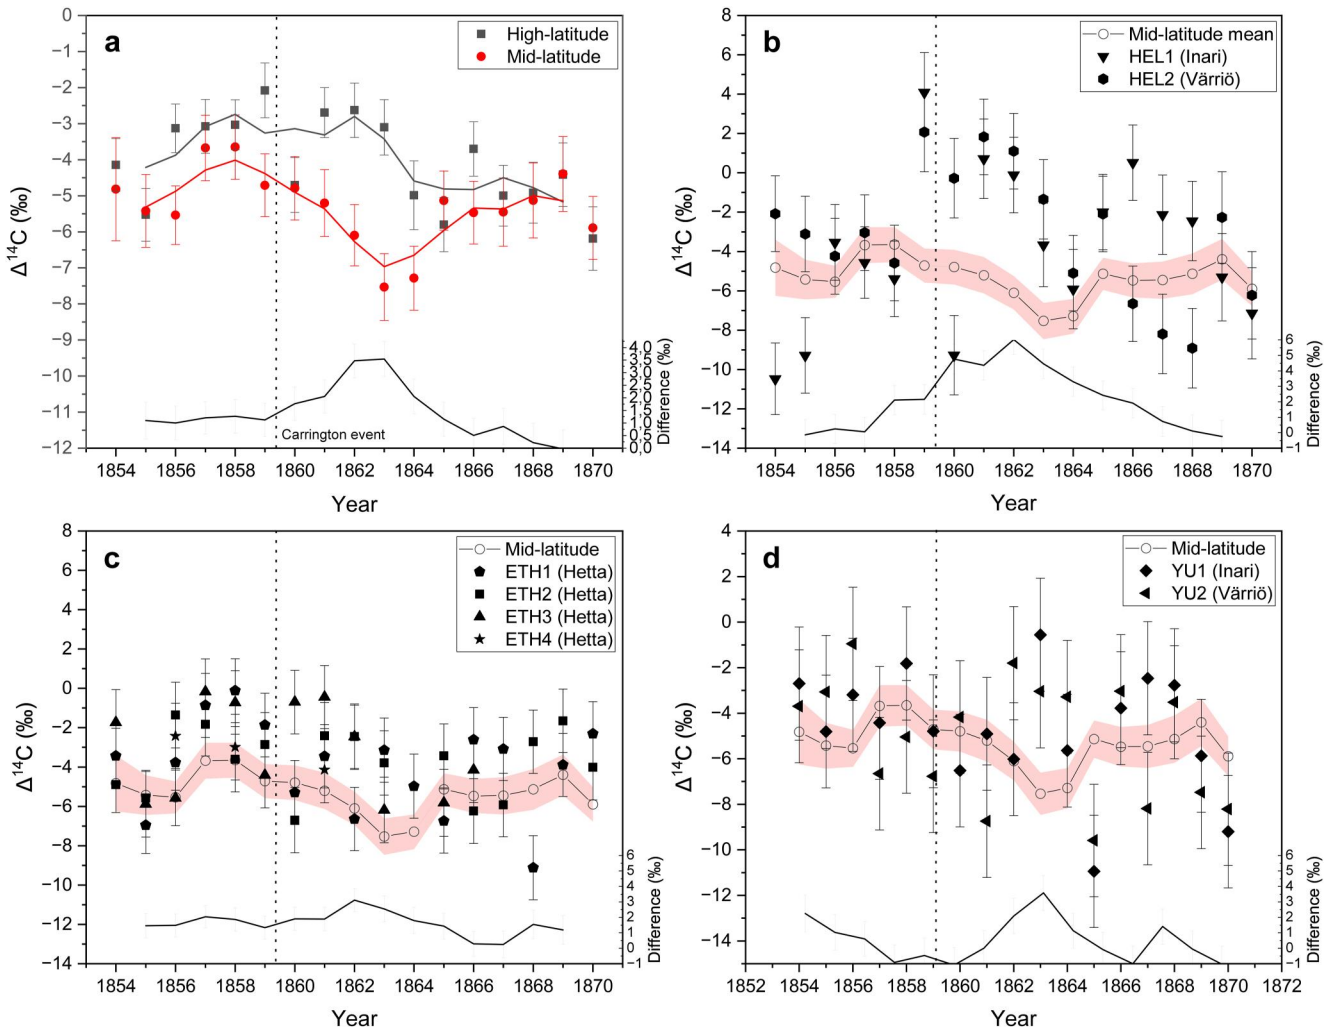 a
High-latitude
Mid-latitude
0
−1
−2
−3
−4
−5
−6
−7
−8
−9
−10
−11
−12
Δ¹⁴C (‰)
4,0
3,5
3,0
2,5
2,0
1,5
1,0
0,5
0,0
Difference (‰)
Carrington event
1854 1856 1858 1860 1862 1864 1866 1868 1870
Year
b
Mid-latitude mean
HEL1 (Inari)
HEL2 (Värriö)
8
6
4
2
0
−2
−4
−6
−8
−10
−12
−14
Δ¹⁴C (‰)
6
5
4
3
2
1
0
−1
Difference (‰)
1854 1856 1858 1860 1862 1864 1866 1868 1870
Year
c
Mid-latitude
ETH1 (Hetta)
ETH2 (Hetta)
ETH3 (Hetta)
ETH4 (Hetta)
8
6
4
2
0
−2
−4
−6
−8
−10
−12
−14
Δ¹⁴C (‰)
6
5
4
3
2
1
0
−1
Difference (‰)
1854 1856 1858 1860 1862 1864 1866 1868 1870
Year
d
Mid-latitude
YU1 (Inari)
YU2 (Värriö)
4
2
0
−2
−4
−6
−8
−10
−12
−14
Δ¹⁴C (‰)
6
5
4
3
2
1
0
−1
Difference (‰)
1852 1854 1856 1858 1860 1862 1864 1866 1868 1870 1872
Year